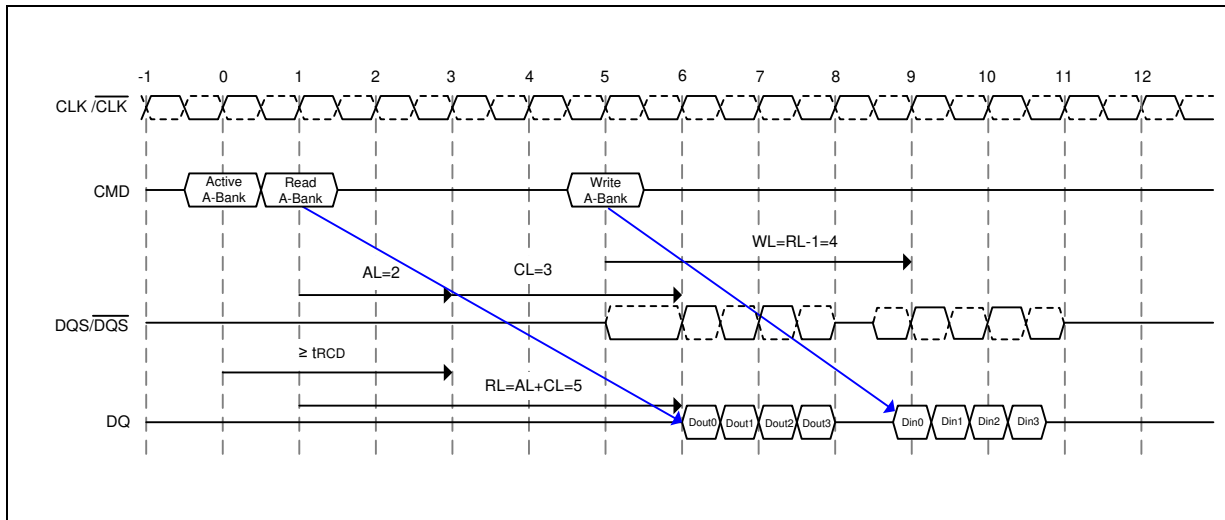 -1 0 1 2 3 4 5 6 7 8 9 10 11 12
CLK /CLK
CMD
Active
A-Bank
Read
A-Bank
Write
A-Bank
WL=RL-1=4
AL=2
CL=3
DQS/DQS
≥ tRCD
RL=AL+CL=5
DQ
Dout0 Dout1 Dout2 Dout3
Din0 Din1 Din2 Din3